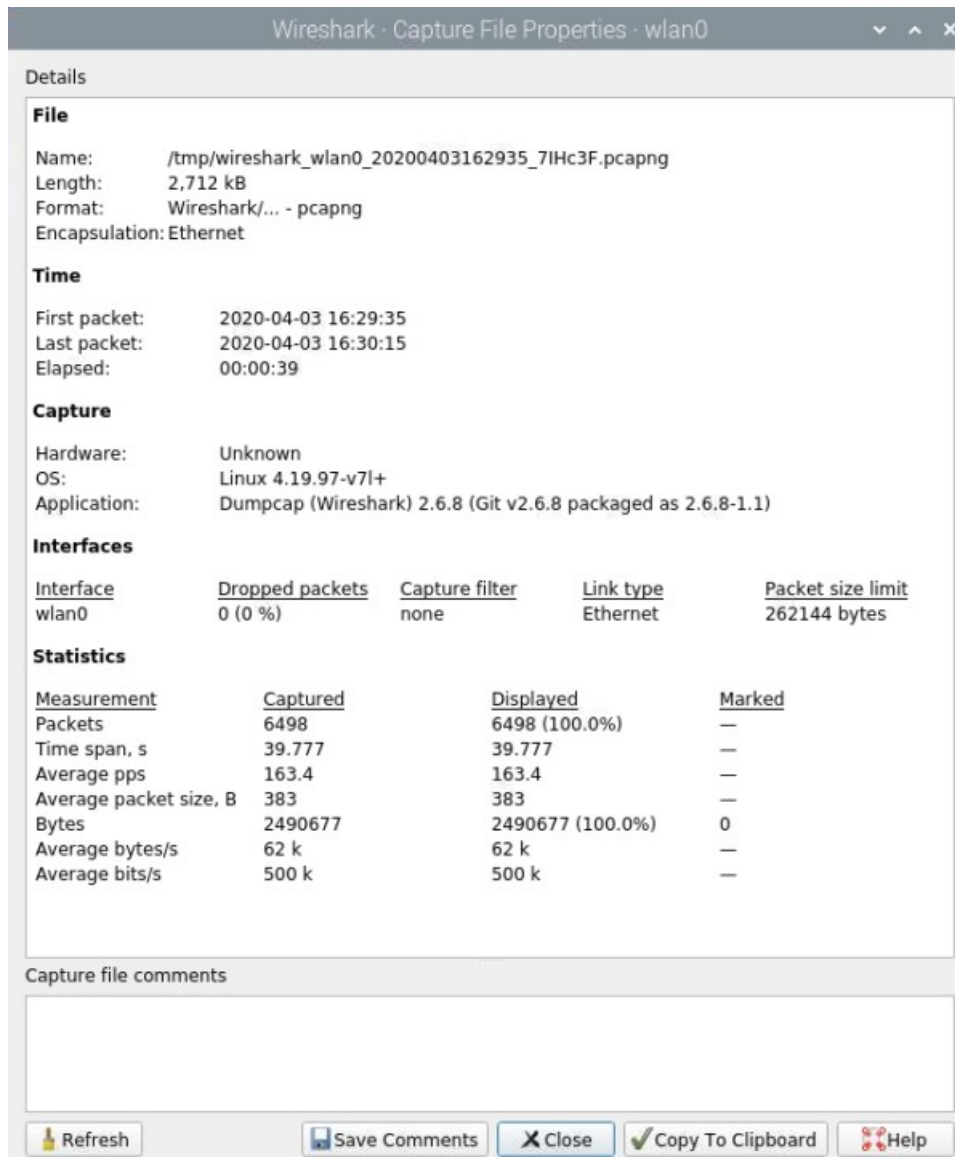 Wireshark · Capture File Properties · wlan0
Details
File
Name: /tmp/wireshark_wlan0_20200403162935_7IHc3F.pcapng
Length: 2,712 kB
Format: Wireshark/... - pcapng
Encapsulation: Ethernet
Time
First packet: 2020-04-03 16:29:35
Last packet: 2020-04-03 16:30:15
Elapsed: 00:00:39
Capture
Hardware: Unknown
OS: Linux 4.19.97-v7l+
Application: Dumpcap (Wireshark) 2.6.8 (Git v2.6.8 packaged as 2.6.8-1.1)
Interfaces
Interface Dropped packets Capture filter Link type Packet size limit
wlan0 0 (0 %) none Ethernet 262144 bytes
Statistics
Measurement Captured Displayed Marked
Packets 6498 6498 (100.0%) —
Time span, s 39.777 39.777 —
Average pps 163.4 163.4 —
Average packet size, B 383 383 —
Bytes 2490677 2490677 (100.0%) 0
Average bytes/s 62 k 62 k —
Average bits/s 500 k 500 k —
Capture file comments
Refresh Save Comments Close Copy To Clipboard Help